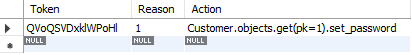 Token Reason Action
QVoQSVDxklWPoHl 1 Customer.objects.get(pk=1).set_password
NULL NULL NULL